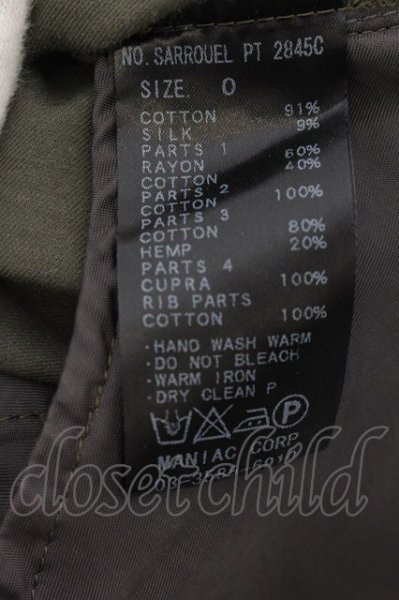 NO. SARROUEL PT 2845C
SIZE. 0
COTTON 91%
SILK 9%
PARTS 1
RAYON 60%
COTTON 40%
PARTS 2
COTTON 100%
PARTS 3
COTTON 80%
HEMP 20%
PARTS 4
CUPRA 100%
RIB PARTS
COTTON 100%
·HAND WASH WARM
·DO NOT BLEACH
·WARM IRON
·DRY CLEAN P
P
MANIAC CORP
closet child